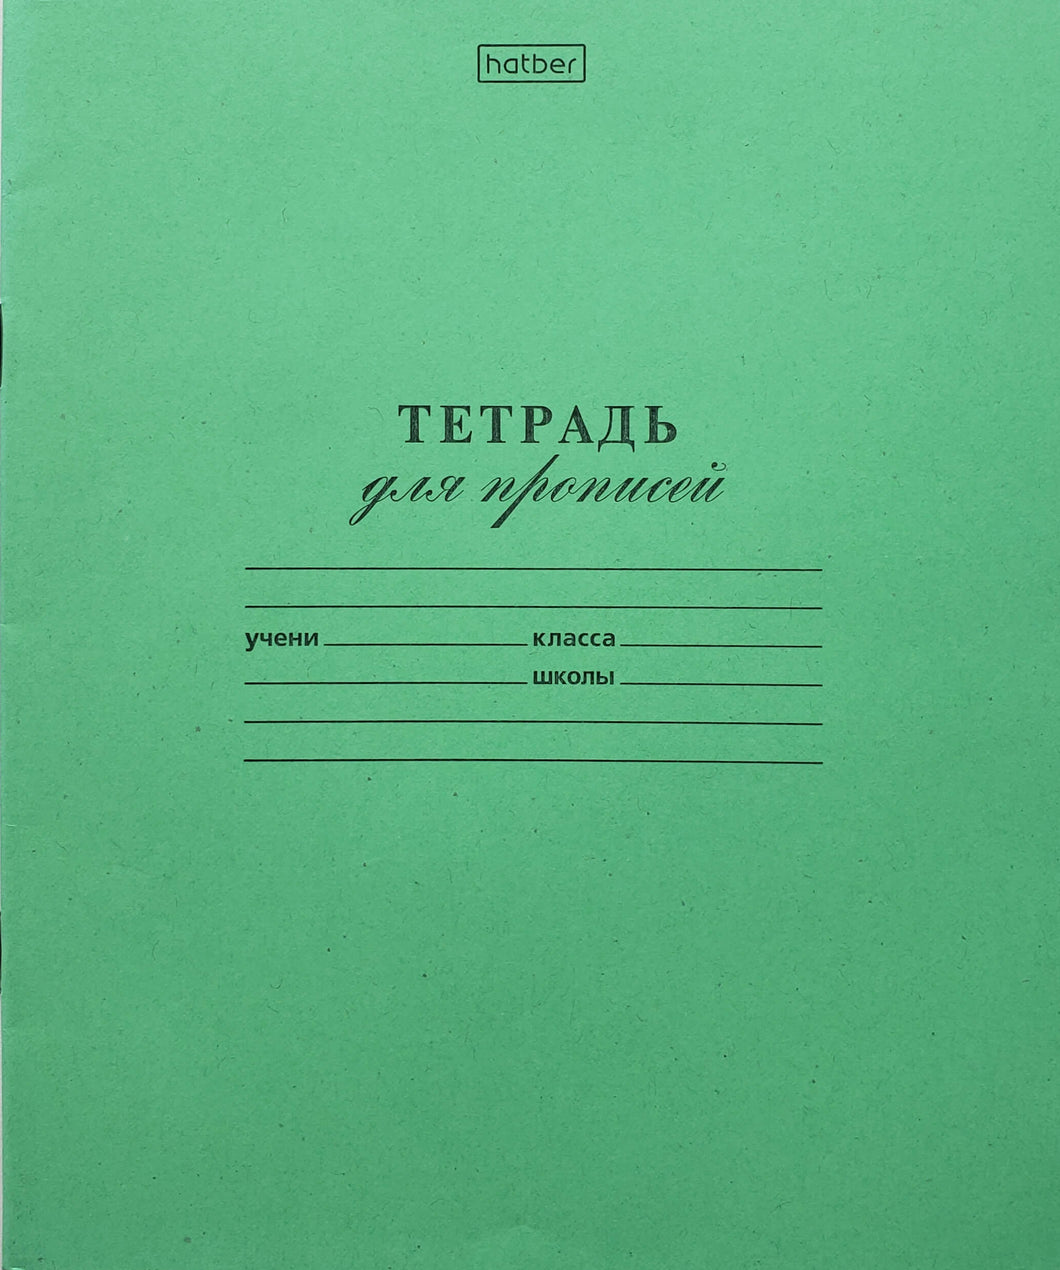 hatber
ТЕТРАДЬ
для прописей
учени класса
школы